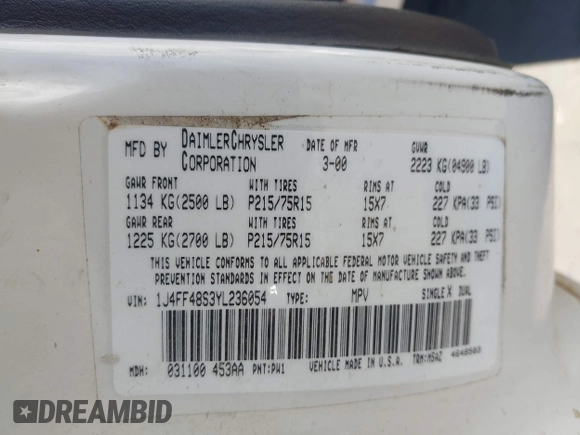 MFD BY DAIMLERCHRYSLER CORPORATION DATE OF MFR 3-00 GVWR 2223 KG(04900 LB)
GAWR FRONT WITH TIRES RIMS AT COLD
1134 KG(2500 LB) P215/75R15 15X7 227 KPA(33 PSI)
GAWR REAR WITH TIRES RIMS AT COLD
1225 KG(2700 LB) P215/75R15 15X7 227 KPA(33 PSI)
THIS VEHICLE CONFORMS TO ALL APPLICABLE FEDERAL MOTOR VEHICLE SAFETY AND THEFT
PREVENTION STANDARDS IN EFFECT ON THE DATE OF MANUFACTURE SHOWN ABOVE.
VIN: 1J4FF48S3YL236054 TYPE: MPV SINGLE X DUAL
MDH: 031100 453AA PNT:PW1 VEHICLE MADE IN U.S.A. TRM:M5AZ 4648503
DREAMBID